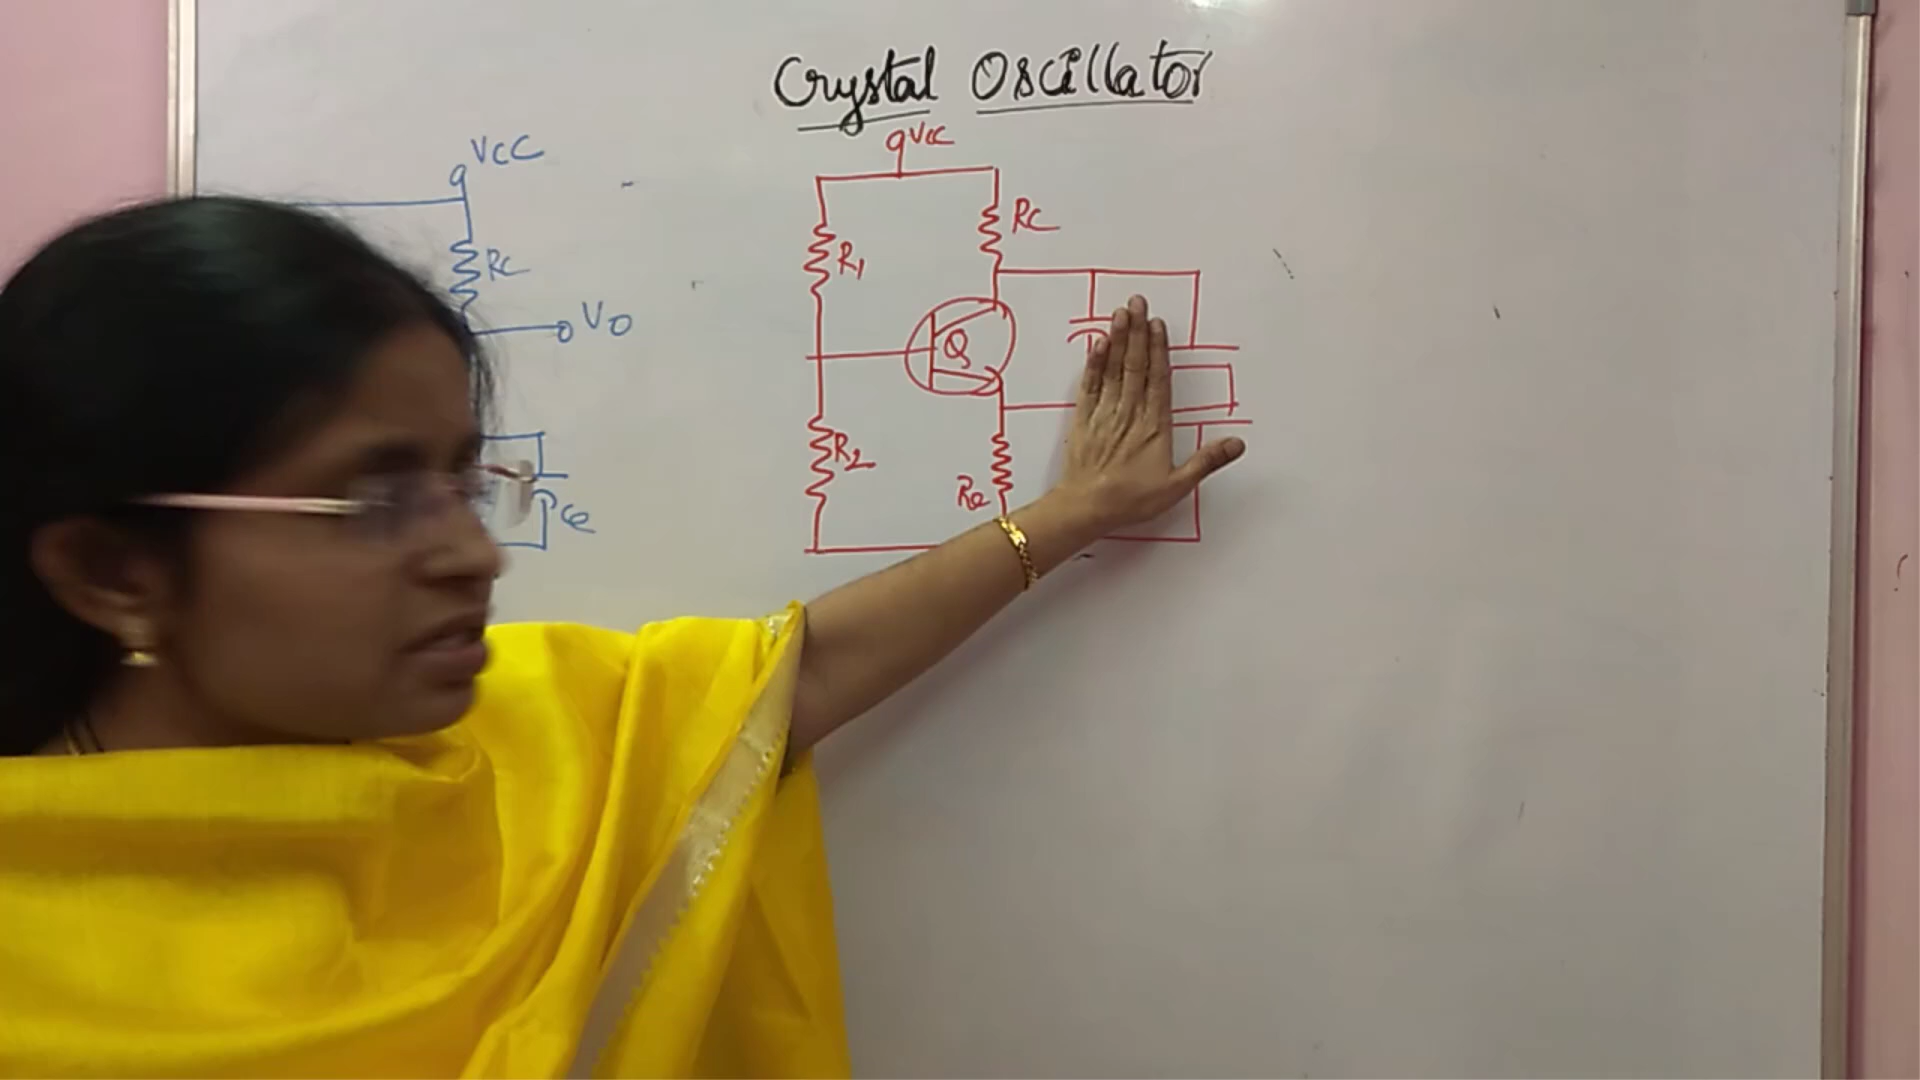 Crystal Oscillator
VCC
RC
VO
Ce
VCC
RC
R1
Q
R2
Re